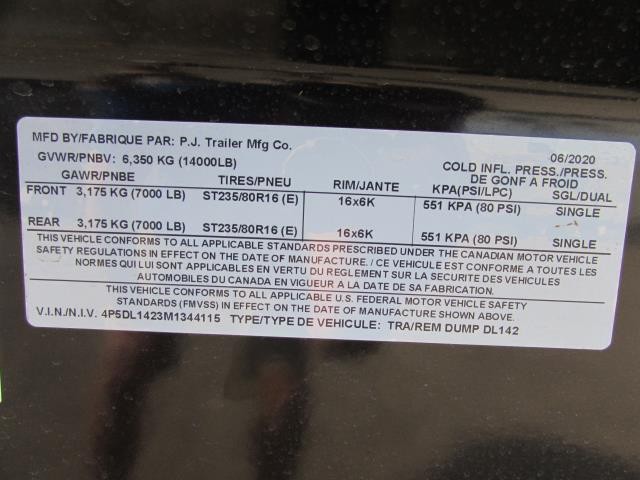 MFD BY/FABRIQUE PAR: P.J. Trailer Mfg Co. 06/2020
GVWR/PNBV: 6,350 KG (14000LB) COLD INFL. PRESS./PRESS.
DE GONF A FROID
GAWR/PNBE TIRES/PNEU RIM/JANTE KPA(PSI/LPC) SGL/DUAL
FRONT 3,175 KG (7000 LB) ST235/80R16 (E) 16x6K 551 KPA (80 PSI) SINGLE
REAR 3,175 KG (7000 LB) ST235/80R16 (E) 16x6K 551 KPA (80 PSI) SINGLE
THIS VEHICLE CONFORMS TO ALL APPLICABLE STANDARDS PRESCRIBED UNDER THE CANADIAN MOTOR VEHICLE
SAFETY REGULATIONS IN EFFECT ON THE DATE OF MANUFACTURE. / CE VEHICULE EST CONFORME A TOUTES LES
NORMES QUI LUI SONT APPLICABLES EN VERTU DU REGLEMENT SUR LA SECURITE DES VEHICULES
AUTOMOBILES DU CANADA EN VIGUEUR A LA DATE DE SA FABRICATION.
THIS VEHICLE CONFORMS TO ALL APPLICABLE U.S. FEDERAL MOTOR VEHICLE SAFETY
STANDARDS (FMVSS) IN EFFECT ON THE DATE OF MANUFACTURE SHOWN ABOVE.
V.I.N./N.I.V. 4P5DL1423M1344115 TYPE/TYPE DE VEHICULE: TRA/REM DUMP DL142